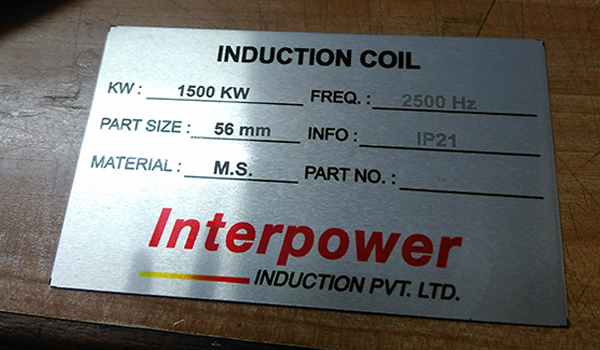 INDUCTION COIL
KW : 1500 KW FREQ. : 2500 Hz
PART SIZE : 56 mm INFO : IP21
MATERIAL : M.S. PART NO. :
Interpower
INDUCTION PVT. LTD.